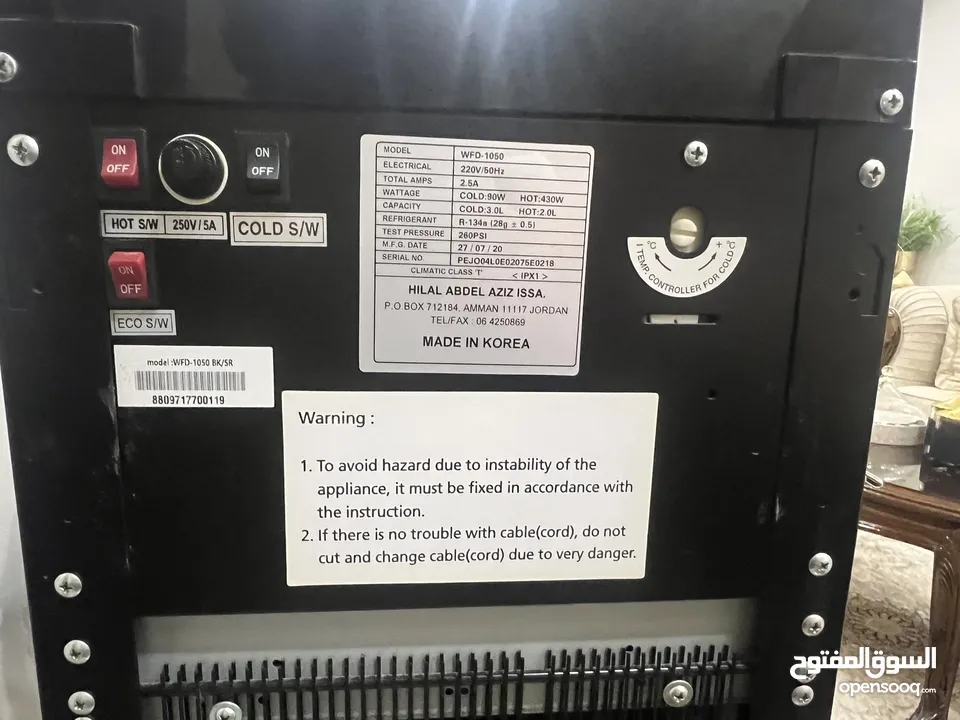 ON
OFF
ON
OFF
HOT S/W 250V/5A
COLD S/W
ON
OFF
ECO S/W
model :WFD-1050 BK/SR
8809717700119
MODEL WFD-1050
ELECTRICAL 220V/50Hz
TOTAL AMPS 2.5A
WATTAGE COLD:90W HOT:430W
CAPACITY COLD:3.0L HOT:2.0L
REFRIGERANT R-134a (28g ± 0.5)
TEST PRESSURE 260PSI
M.F.G. DATE 27 / 07 / 20
SERIAL NO. PEJO04L0E02075E0218
CLIMATIC CLASS 'T' < IPX1 >
HILAL ABDEL AZIZ ISSA.
P.O BOX 712184, AMMAN 11117 JORDAN
TEL/FAX : 06 4250869
MADE IN KOREA
- °C + °C
TEMP. CONTROLLER FOR COLD
Warning :
1. To avoid hazard due to instability of the
appliance, it must be fixed in accordance with
the instruction.
2. If there is no trouble with cable(cord), do not
cut and change cable(cord) due to very danger.
السوق المفتوح
opensooq.com